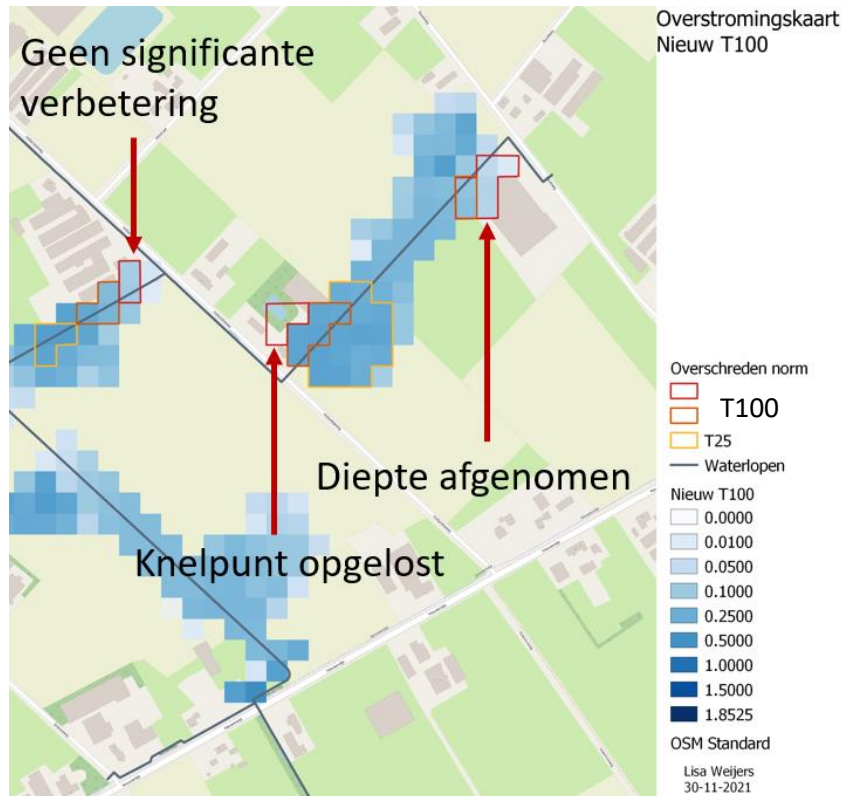 Overstromingskaart
Nieuw T100
Geen significante
verbetering
Diepte afgenomen
Knelpunt opgelost
Overschreden norm
T100
T25
Waterlopen
Nieuw T100
0.0000
0.0100
0.0500
0.1000
0.2500
0.5000
1.0000
1.5000
1.8525
OSM Standard
Lisa Weijers
30-11-2021